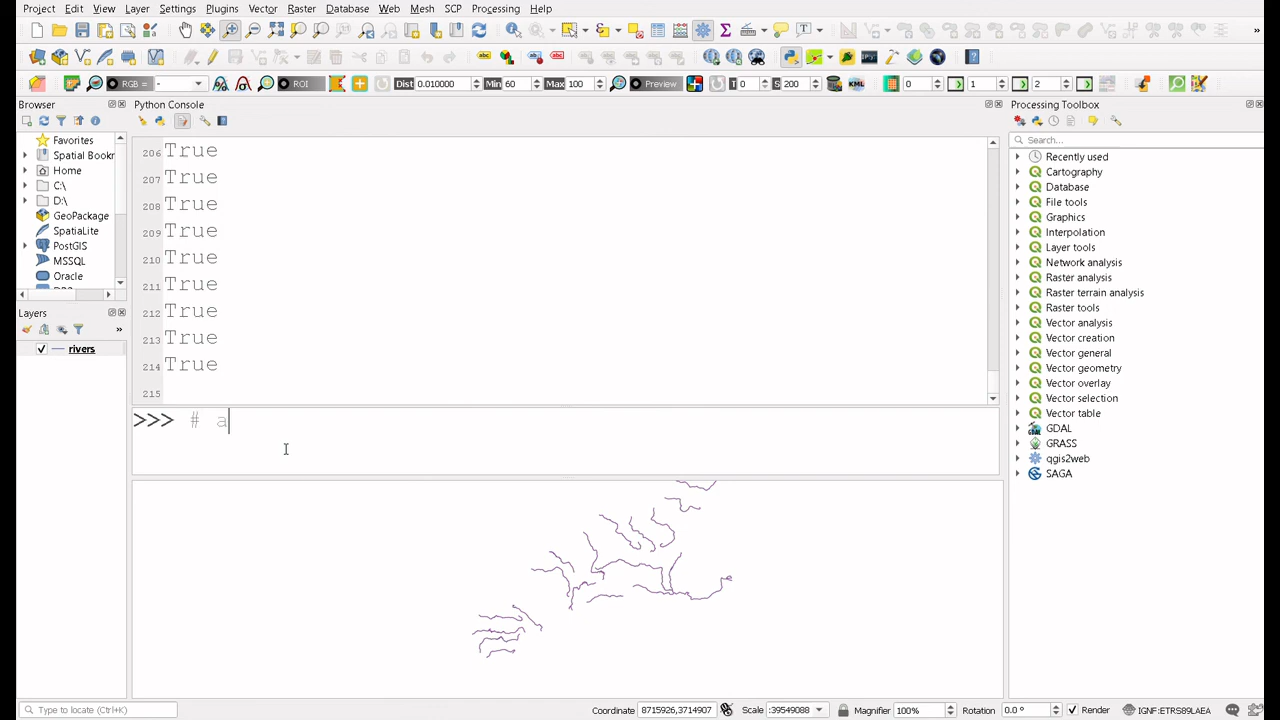 Project Edit View Layer Settings Plugins Vector Raster Database Web Mesh SCP Processing Help
RGB = - ROI Dist 0.010000 Min 60 Max 100 Preview T 0 S 200 KML 0 1 2
Browser
Favorites
Spatial Bookr
Home
C:\
D:\
GeoPackage
SpatiaLite
PostGIS
MSSQL
Oracle
Layers
rivers
Python Console
206 True
207 True
208 True
209 True
210 True
211 True
212 True
213 True
214 True
215
>>> # a
Processing Toolbox
Search...
Recently used
Cartography
Database
File tools
Graphics
Interpolation
Layer tools
Network analysis
Raster analysis
Raster terrain analysis
Raster tools
Vector analysis
Vector creation
Vector general
Vector geometry
Vector overlay
Vector selection
Vector table
GDAL
GRASS
qgis2web
SAGA
Type to locate (Ctrl+K) Coordinate 8715926,3714907 Scale :39549088 Magnifier 100% Rotation 0.0 ° Render IGNF:ETRS89LAEA